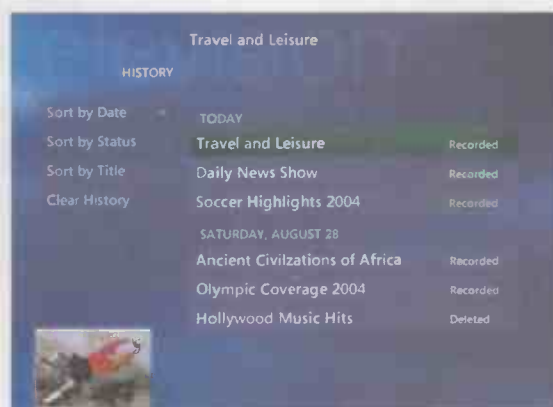 television
Travel and Leisure
HISTORY
Sort by Date
Sort by Status
Sort by Title
Clear History
TODAY
Travel and Leisure Recorded
Daily News Show Recorded
Soccer Highlights 2004 Recorded
SATURDAY, AUGUST 28
Ancient Civilzations of Africa Recorded
Olympic Coverage 2004 Recorded
Hollywood Music Hits Deleted